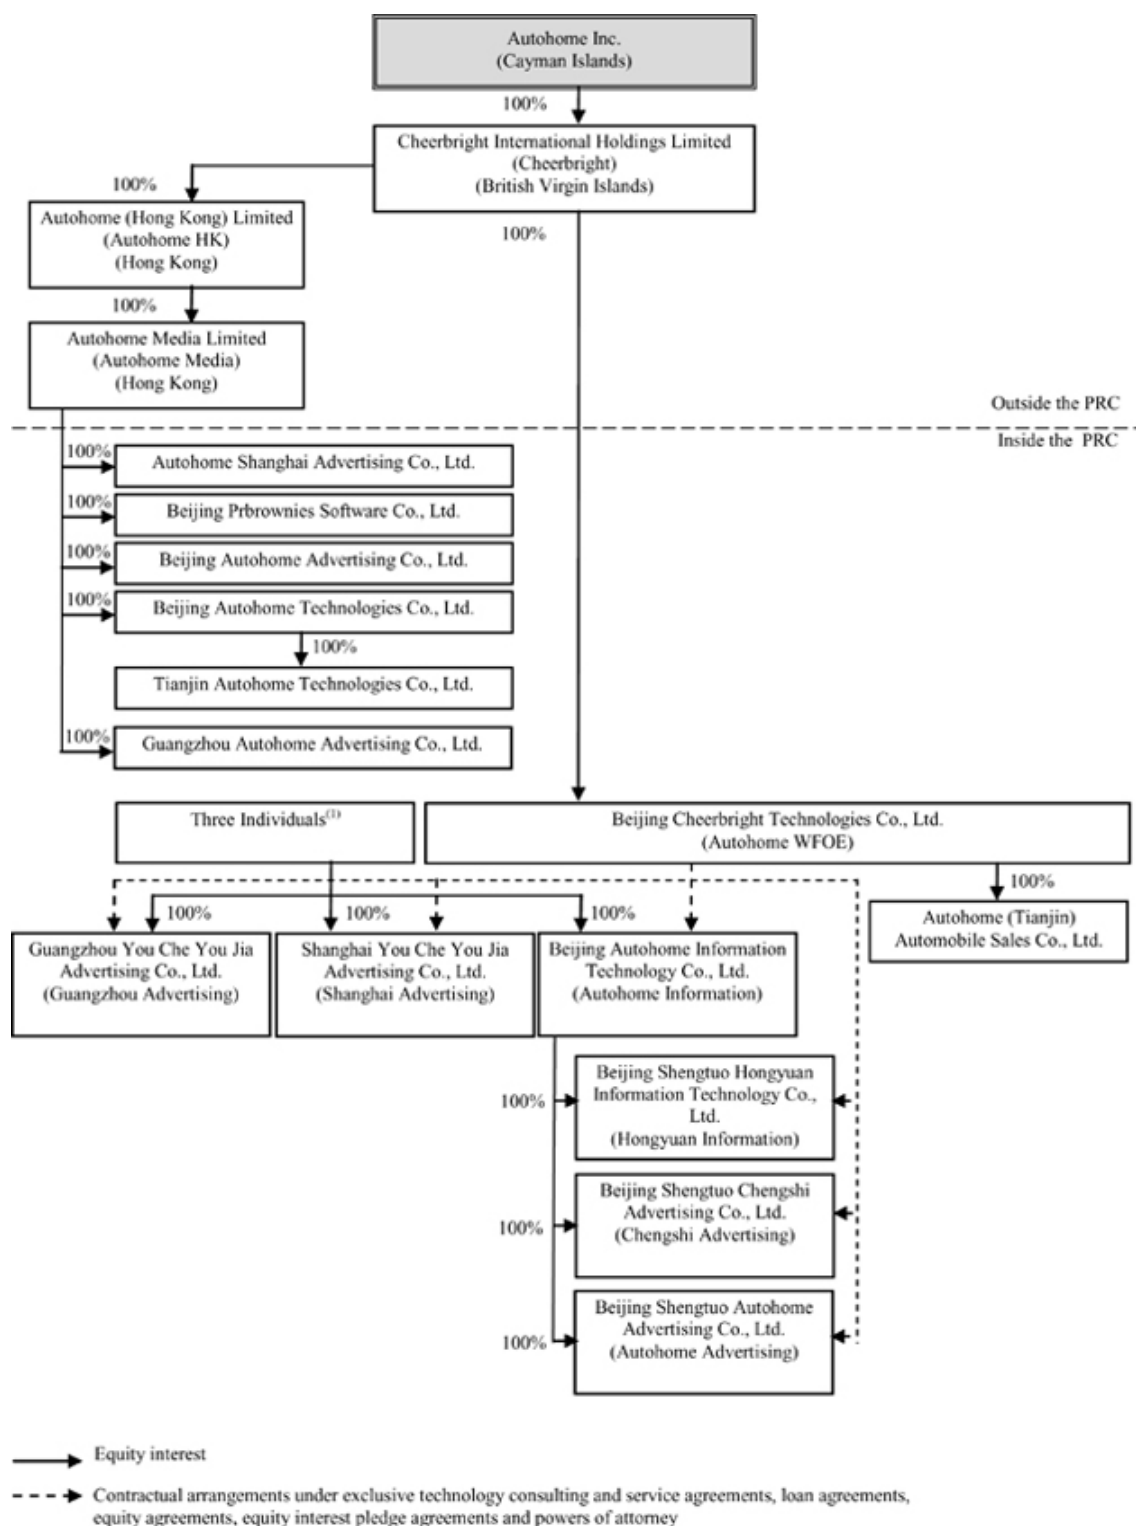 Autohome Inc.
(Cayman Islands)
100%
Cheerbright International Holdings Limited
(Cheerbright)
(British Virgin Islands)
100%
100%
Autohome (Hong Kong) Limited
(Autohome HK)
(Hong Kong)
100%
Autohome Media Limited
(Autohome Media)
(Hong Kong)
Outside the PRC
Inside the PRC
100%
Autohome Shanghai Advertising Co., Ltd.
100%
Beijing Prbrownies Software Co., Ltd.
100%
Beijing Autohome Advertising Co., Ltd.
100%
Beijing Autohome Technologies Co., Ltd.
100%
Tianjin Autohome Technologies Co., Ltd.
100%
Guangzhou Autohome Advertising Co., Ltd.
Three Individuals(1)
Beijing Cheerbright Technologies Co., Ltd.
(Autohome WFOE)
100%
Autohome (Tianjin)
Automobile Sales Co., Ltd.
100%
100%
100%
Guangzhou You Che You Jia
Advertising Co., Ltd.
(Guangzhou Advertising)
Shanghai You Che You Jia
Advertising Co., Ltd.
(Shanghai Advertising)
Beijing Autohome Information
Technology Co., Ltd.
(Autohome Information)
100%
Beijing Shengtuo Hongyuan
Information Technology Co.,
Ltd.
(Hongyuan Information)
100%
Beijing Shengtuo Chengshi
Advertising Co., Ltd.
(Chengshi Advertising)
100%
Beijing Shengtuo Autohome
Advertising Co., Ltd.
(Autohome Advertising)
Equity interest
Contractual arrangements under exclusive technology consulting and service agreements, loan agreements,
equity agreements, equity interest pledge agreements and powers of attorney